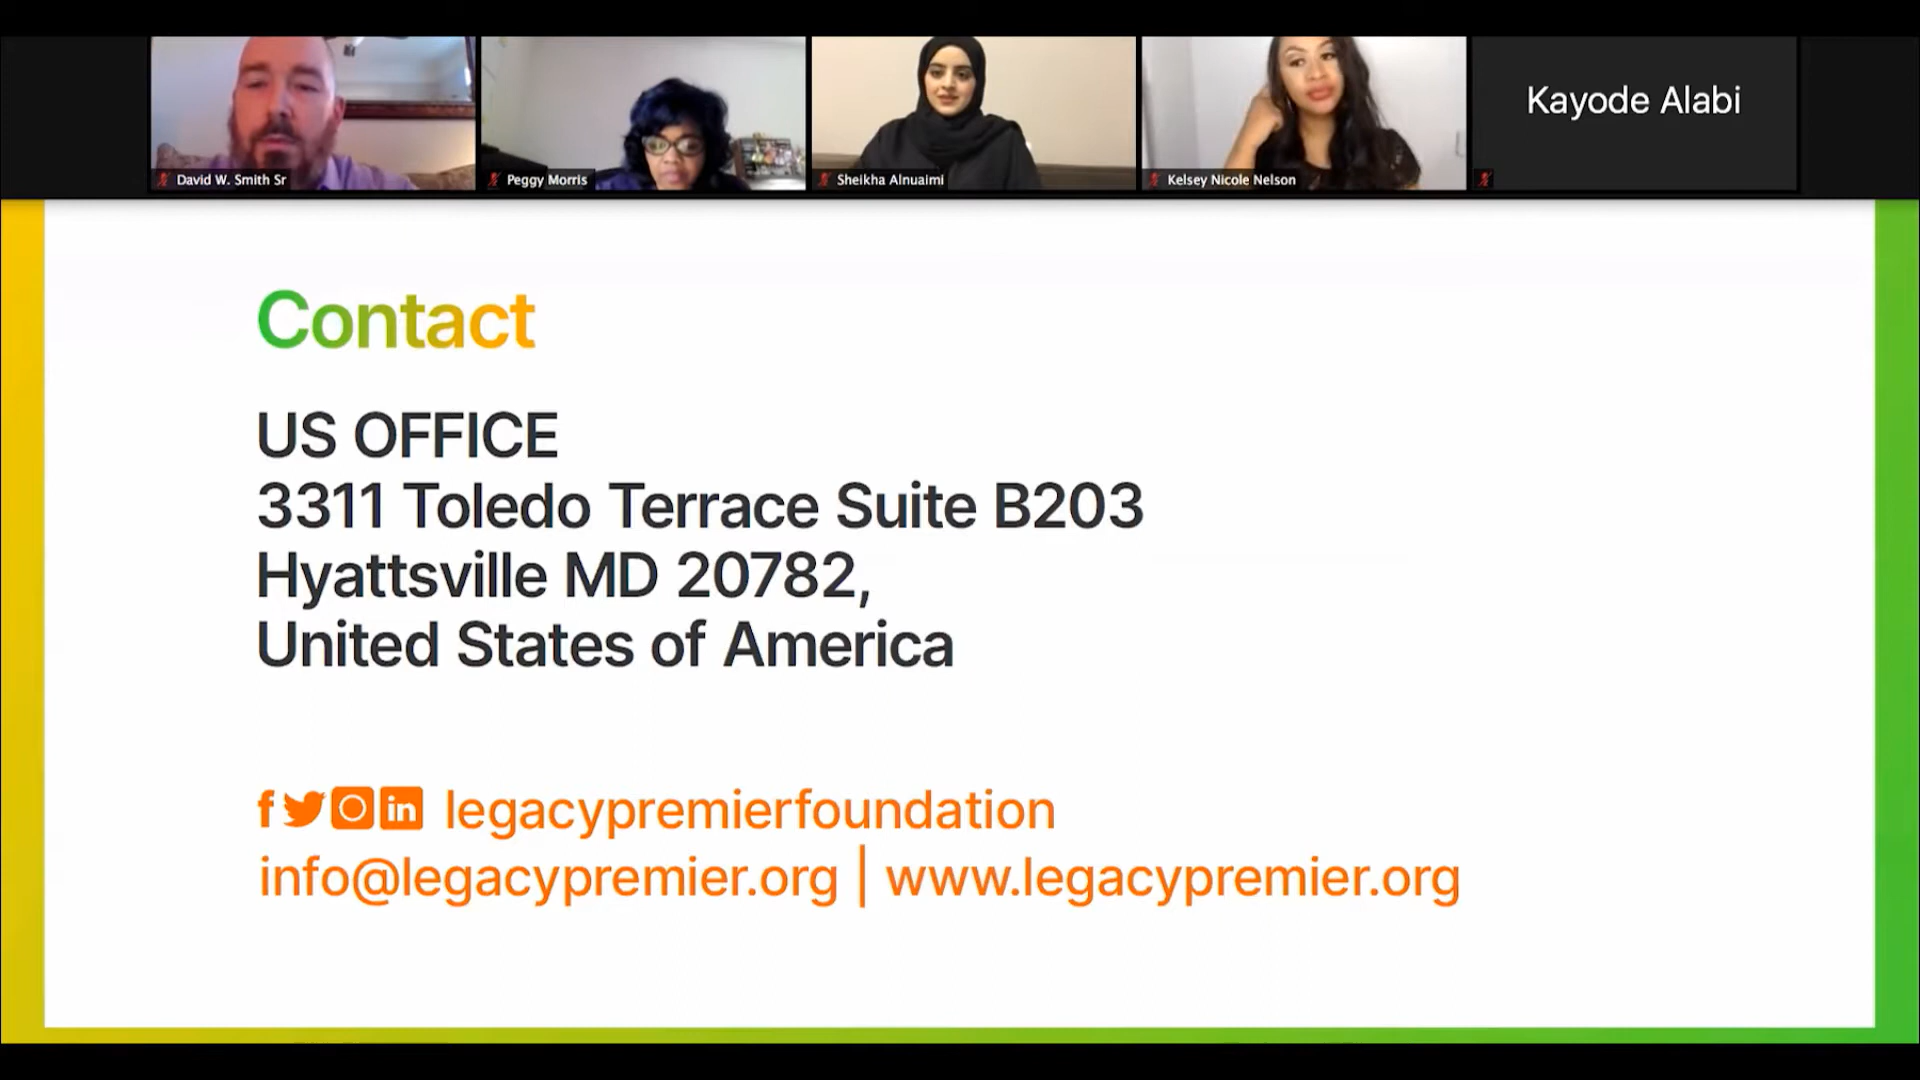 David W. Smith Sr
Peggy Morris
Sheikha Alnuaimi
Kelsey Nicole Nelson
Kayode Alabi
Contact
US OFFICE
3311 Toledo Terrace Suite B203
Hyattsville MD 20782,
United States of America
legacypremierfoundation
info@legacypremier.org | www.legacypremier.org